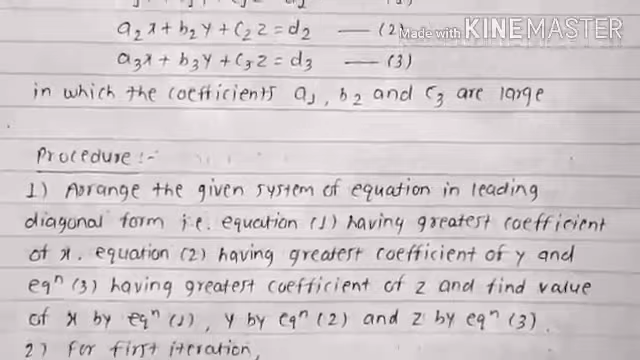 Made with KINEMASTER
a2x + b2y + c2z = d2 — (2)
a3x + b3y + c3z = d3 — (3)
in which the coefficients a1, b2 and c3 are large
Procedure :-
1) Arrange the given system of equation in leading
diagonal form i.e. equation (1) having greatest coefficient
of x. equation (2) having greatest coefficient of y and
eqn (3) having greatest coefficient of z and find value
of x by eqn (1), y by eqn (2) and z by eqn (3).
2) For first iteration,